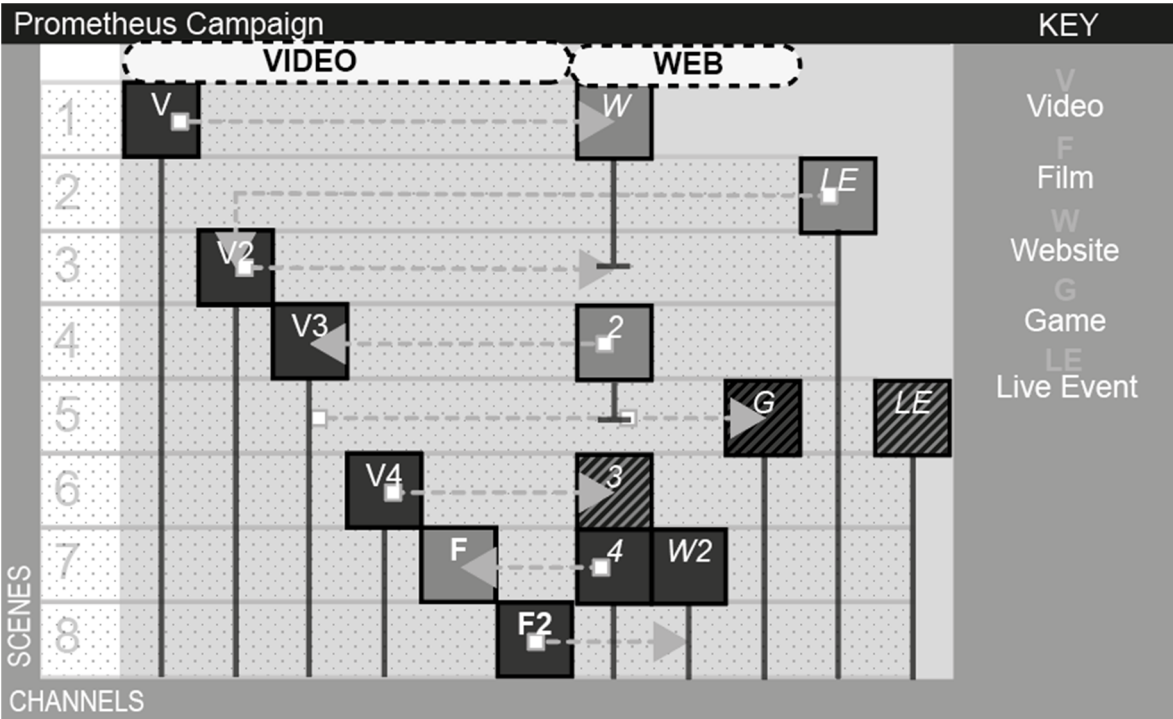 Prometheus Campaign KEY
VIDEO WEB
1 V W
2 LE
3 V2
4 V3 2
5 G LE
6 V4 3
7 F 4 W2
8 F2
V
Video
F
Film
W
Website
G
Game
LE
Live Event
SCENES
CHANNELS